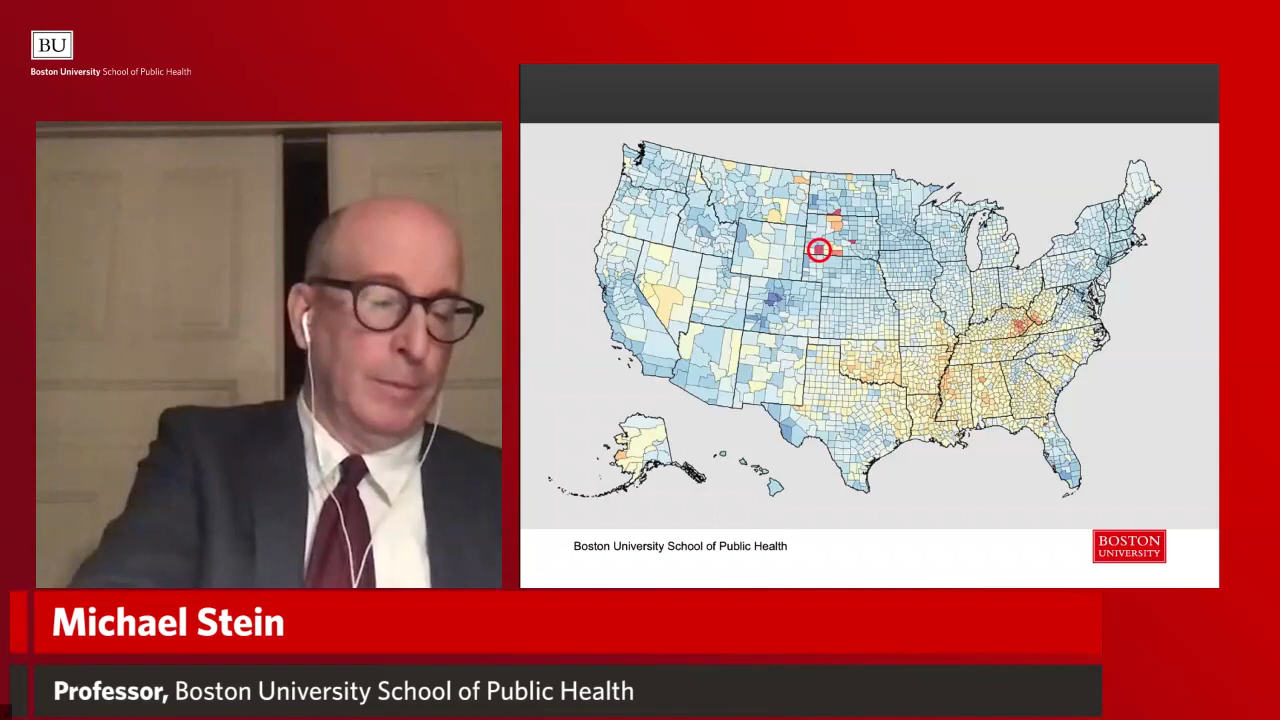 BU
Boston University School of Public Health
Boston University School of Public Health
BOSTON
UNIVERSITY
Michael Stein
Professor, Boston University School of Public Health